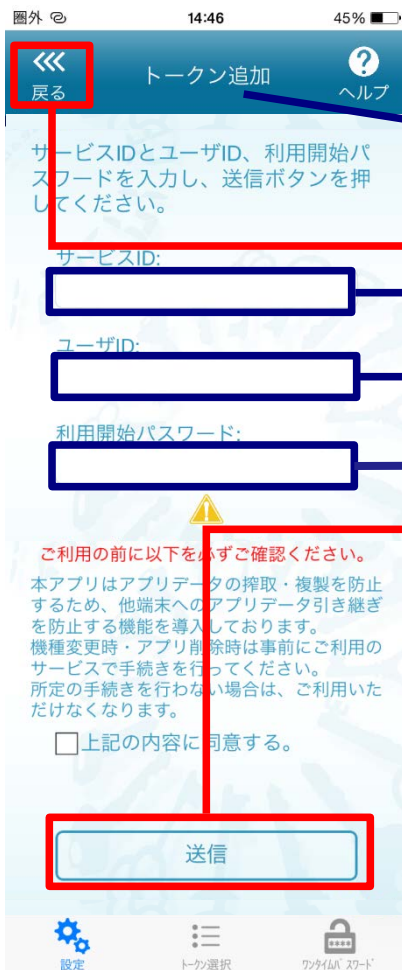 圏外 14:46 45%
戻る トークン追加 ヘルプ
サービスIDとユーザID、利用開始パ
スワードを入力し、送信ボタンを押
してください。
サービスID:
ユーザID:
利用開始パスワード:
ご利用の前に以下を必ずご確認ください。
本アプリはアプリデータの搾取・複製を防止
するため、他端末へのアプリデータ引き継ぎ
を防止する機能を導入しております。
機種変更時・アプリ削除時は事前にご利用の
サービスで手続きを行ってください。
所定の手続きを行わない場合は、ご利用いた
だけなくなります。
上記の内容に同意する。
送信
設定 トークン選択 ワンタイムパスワード